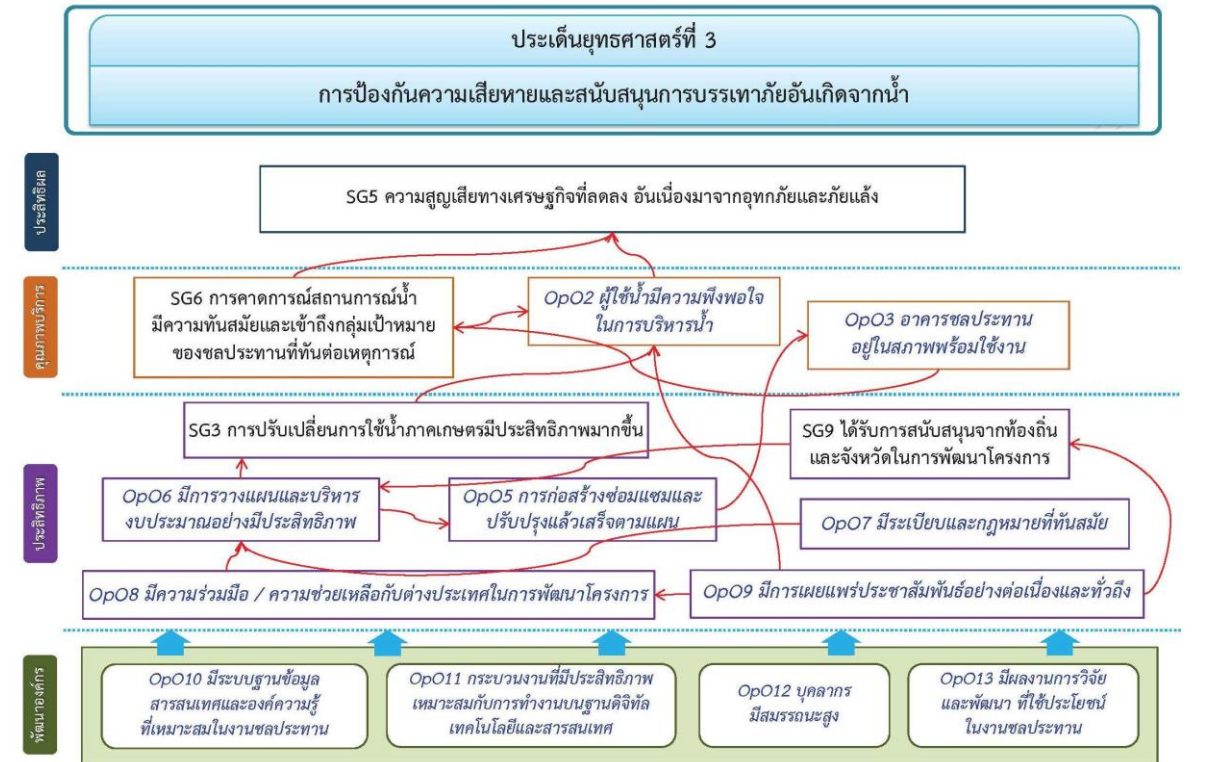 ประเด็นยุทธศาสตร์ที่ 3
การป้องกันความเสียหายและสนับสนุนการบรรเทาภัยอันเกิดจากน้ำ
ประสิทธิผล
SG5 ความสูญเสียทางเศรษฐกิจที่ลดลง อันเนื่องมาจากอุทกภัยและภัยแล้ง
คุณภาพบริการ
SG6 การคาดการณ์สถานการณ์น้ำ
มีความทันสมัยและเข้าถึงกลุ่มเป้าหมาย
ของชลประทานที่ทันต่อเหตุการณ์
OpO2 ผู้ใช้น้ำมีความพึงพอใจ
ในการบริหารน้ำ
OpO3 อาคารชลประทาน
อยู่ในสภาพพร้อมใช้งาน
ประสิทธิภาพ
SG3 การปรับเปลี่ยนการใช้น้ำภาคเกษตรมีประสิทธิภาพมากขึ้น
SG9 ได้รับการสนับสนุนจากท้องถิ่น
และจังหวัดในการพัฒนาโครงการ
OpO6 มีการวางแผนและบริหาร
งบประมาณอย่างมีประสิทธิภาพ
OpO5 การก่อสร้างซ่อมแซมและ
ปรับปรุงแล้วเสร็จตามแผน
OpO7 มีระเบียบและกฎหมายที่ทันสมัย
OpO8 มีความร่วมมือ / ความช่วยเหลือกับต่างประเทศในการพัฒนาโครงการ
OpO9 มีการเผยแพร่ประชาสัมพันธ์อย่างต่อเนื่องและทั่วถึง
พัฒนาองค์กร
OpO10 มีระบบฐานข้อมูล
สารสนเทศและองค์ความรู้
ที่เหมาะสมในงานชลประทาน
OpO11 กระบวนงานที่มีประสิทธิภาพ
เหมาะสมกับการทำงานบนฐานดิจิทัล
เทคโนโลยีและสารสนเทศ
OpO12 บุคลากร
มีสมรรถนะสูง
OpO13 มีผลงานการวิจัย
และพัฒนา ที่ใช้ประโยชน์
ในงานชลประทาน